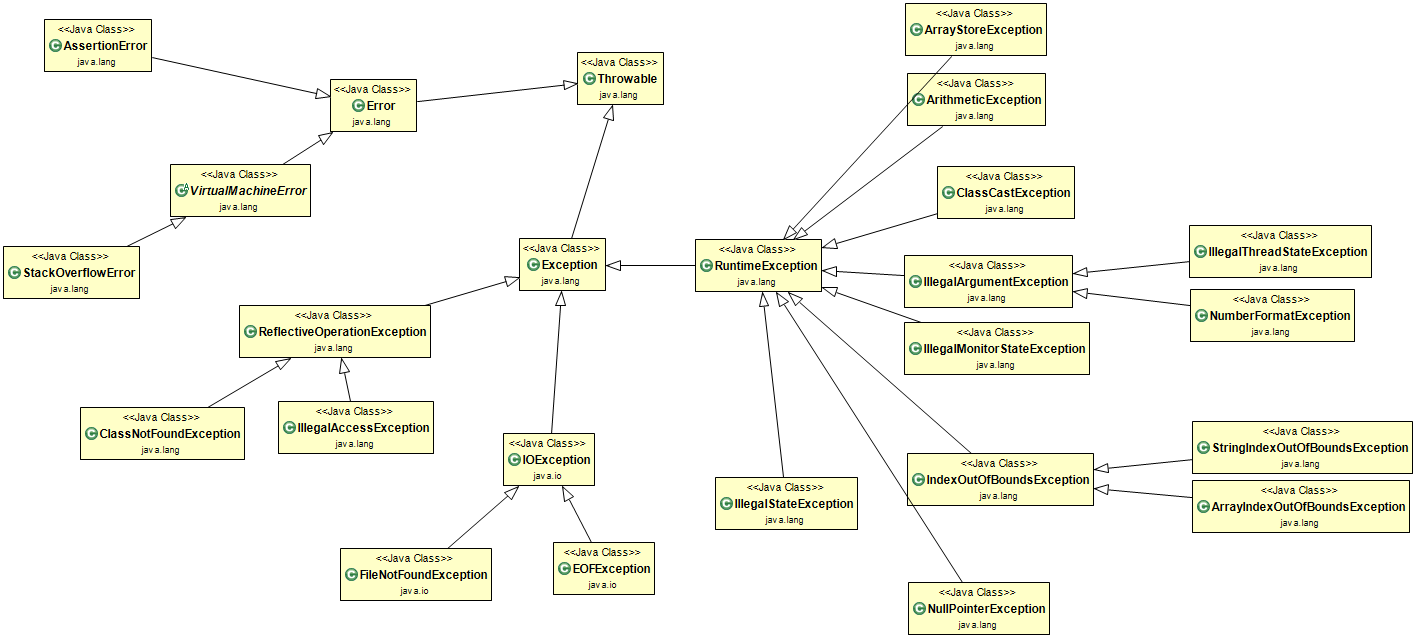 <<Java Class>>
AssertionError
java.lang
<<Java Class>>
Error
java.lang
<<Java Class>>
Throwable
java.lang
<<Java Class>>
ArrayStoreException
java.lang
<<Java Class>>
ArithmeticException
java.lang
<<Java Class>>
VirtualMachineError
java.lang
<<Java Class>>
ClassCastException
java.lang
<<Java Class>>
StackOverflowError
java.lang
<<Java Class>>
Exception
java.lang
<<Java Class>>
RuntimeException
java.lang
<<Java Class>>
IllegalArgumentException
java.lang
<<Java Class>>
IllegalThreadStateException
java.lang
<<Java Class>>
NumberFormatException
java.lang
<<Java Class>>
ReflectiveOperationException
java.lang
<<Java Class>>
IllegalMonitorStateException
java.lang
<<Java Class>>
ClassNotFoundException
java.lang
<<Java Class>>
IllegalAccessException
java.lang
<<Java Class>>
IOException
java.io
<<Java Class>>
IllegalStateException
java.lang
<<Java Class>>
IndexOutOfBoundsException
java.lang
<<Java Class>>
StringIndexOutOfBoundsException
java.lang
<<Java Class>>
ArrayIndexOutOfBoundsException
java.lang
<<Java Class>>
FileNotFoundException
java.io
<<Java Class>>
EOFException
java.io
<<Java Class>>
NullPointerException
java.lang